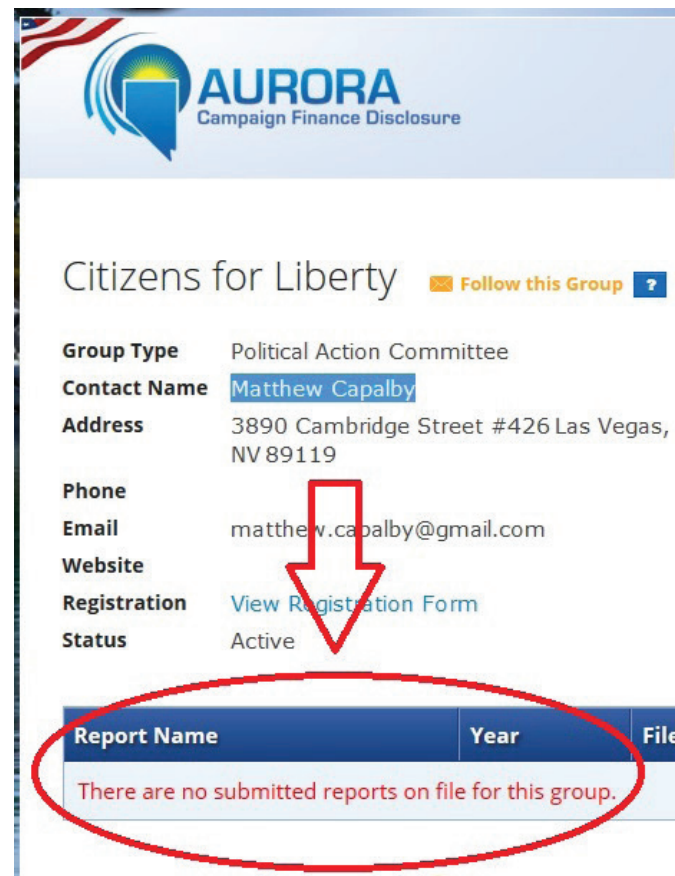 AURORA
Campaign Finance Disclosure
Citizens for Liberty Follow this Group ?
Group Type Political Action Committee
Contact Name Matthew Capalby
Address 3890 Cambridge Street #426 Las Vegas,
NV 89119
Phone
Email matthew.capalby@gmail.com
Website
Registration View Registration Form
Status Active
Report Name Year File
There are no submitted reports on file for this group.